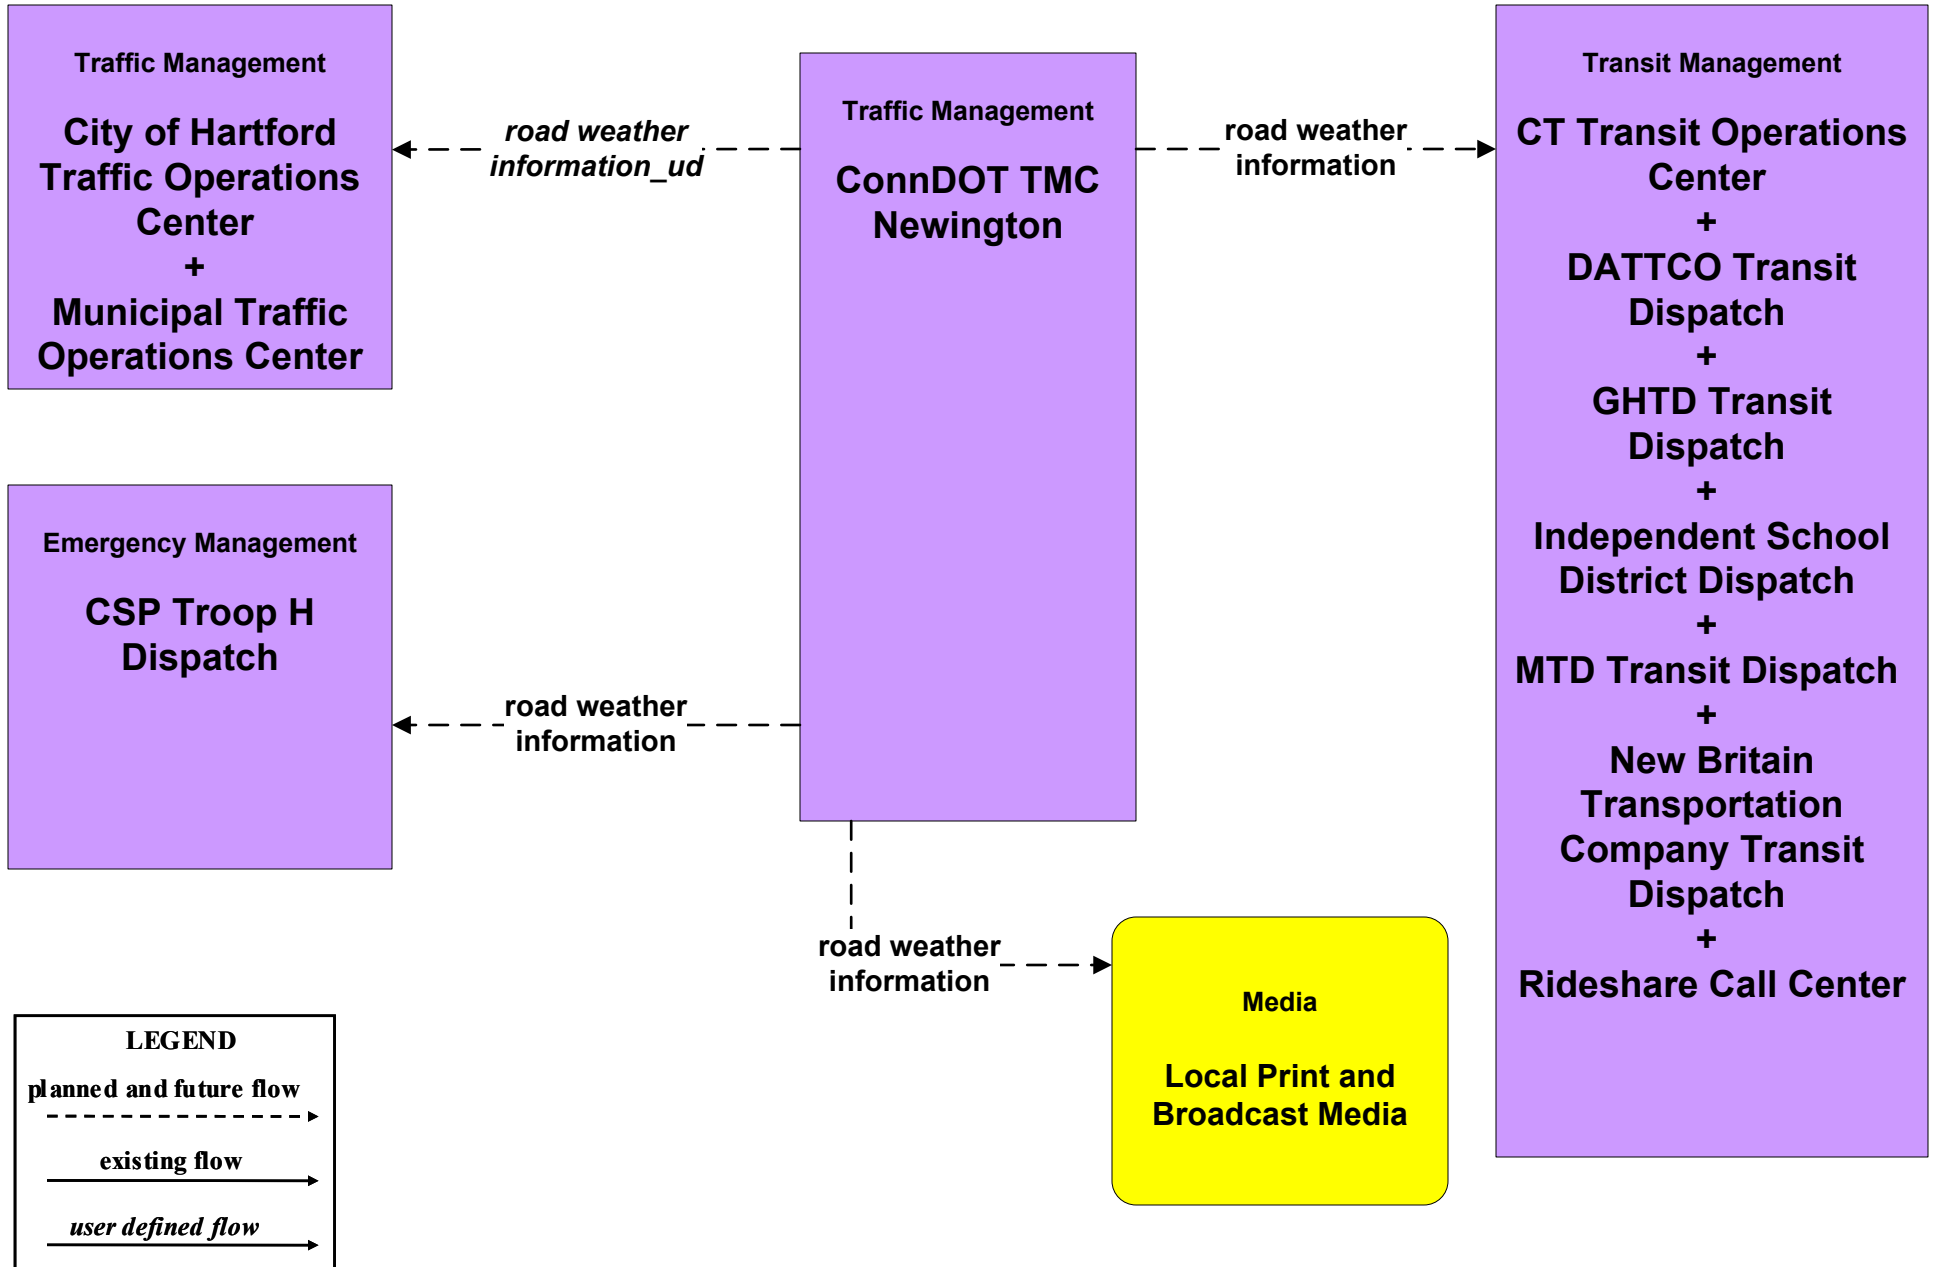 Traffic Management
City of Hartford
Traffic Operations
Center
+
Municipal Traffic
Operations Center
road weather
information_ud
Traffic Management
ConnDOT TMC
Newington
road weather
information
Transit Management
CT Transit Operations
Center
+
DATTCO Transit
Dispatch
+
GHTD Transit
Dispatch
+
Independent School
District Dispatch
+
MTD Transit Dispatch
+
New Britain
Transportation
Company Transit
Dispatch
+
Rideshare Call Center
Emergency Management
CSP Troop H
Dispatch
road weather
information
road weather
information
Media
Local Print and
Broadcast Media
LEGEND
planned and future flow
existing flow
user defined flow